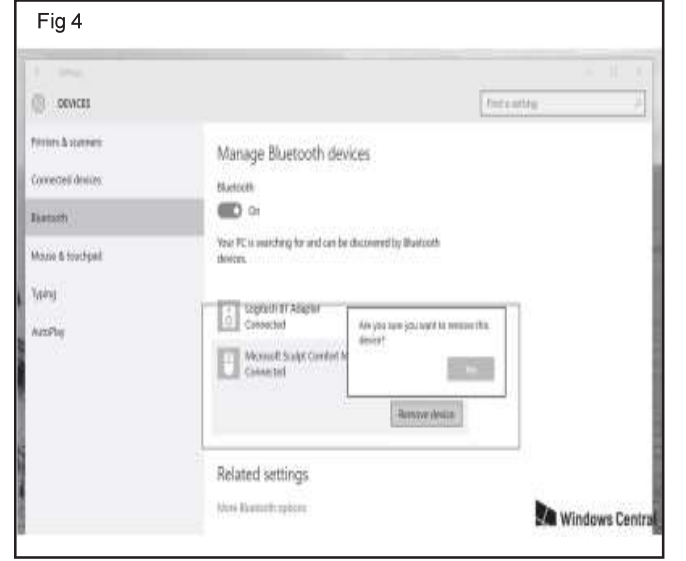 Fig 4
Settings
DEVICES
Find a setting
Printers & scanners
Connected devices
Bluetooth
Mouse & touchpad
Typing
AutoPlay
Manage Bluetooth devices
Bluetooth
On
Your PC is searching for and can be discovered by Bluetooth
devices.
Logitech BT Adapter
Connected
Microsoft Sculpt Comfort M
Connected
Are you sure you want to remove this
device?
Yes
Remove device
Related settings
More Bluetooth options
Windows Central